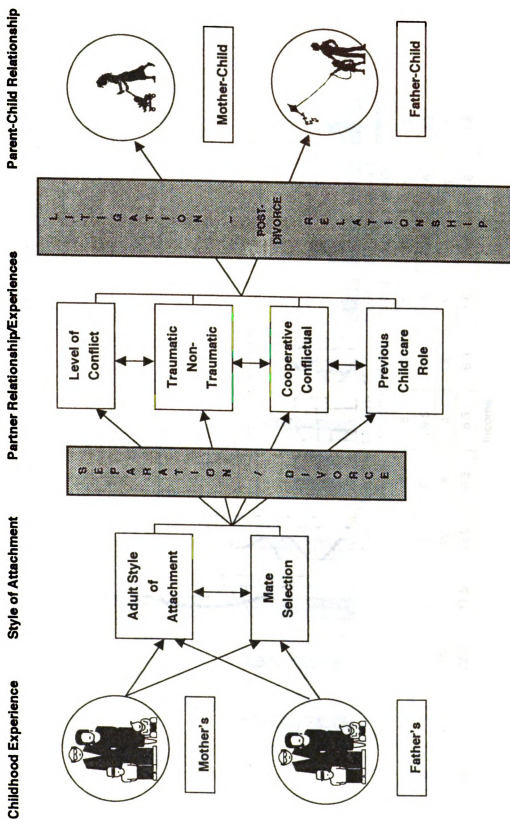 Childhood Experience
Style of Attachment
Partner Relationship/Experiences
Parent-Child Relationship
Mother's
Father's
Adult Style
of
Attachment
Mate
Selection
SEPARATION / DIVORCE
Level of
Conflict
Traumatic
Non-
Traumatic
Cooperative
Conflictual
Previous
Child care
Role
LITIGATION -
POST-
DIVORCE
RELATIONSHIP
Mother-Child
Father-Child